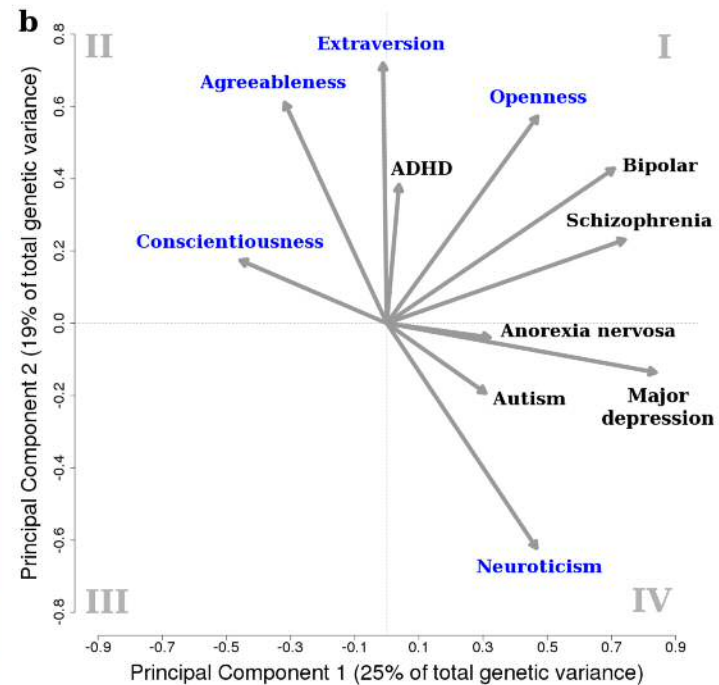 b
II
I
Extraversion
Agreeableness
Openness
ADHD
Bipolar
Schizophrenia
Conscientiousness
Anorexia nervosa
Autism
Major
depression
Neuroticism
III
IV
Principal Component 2 (19% of total genetic variance)
0.8
0.6
0.4
0.2
0.0
-0.2
-0.4
-0.6
-0.8
-0.9
-0.7
-0.5
-0.3
-0.1
0.1
0.3
0.5
0.7
0.9
Principal Component 1 (25% of total genetic variance)